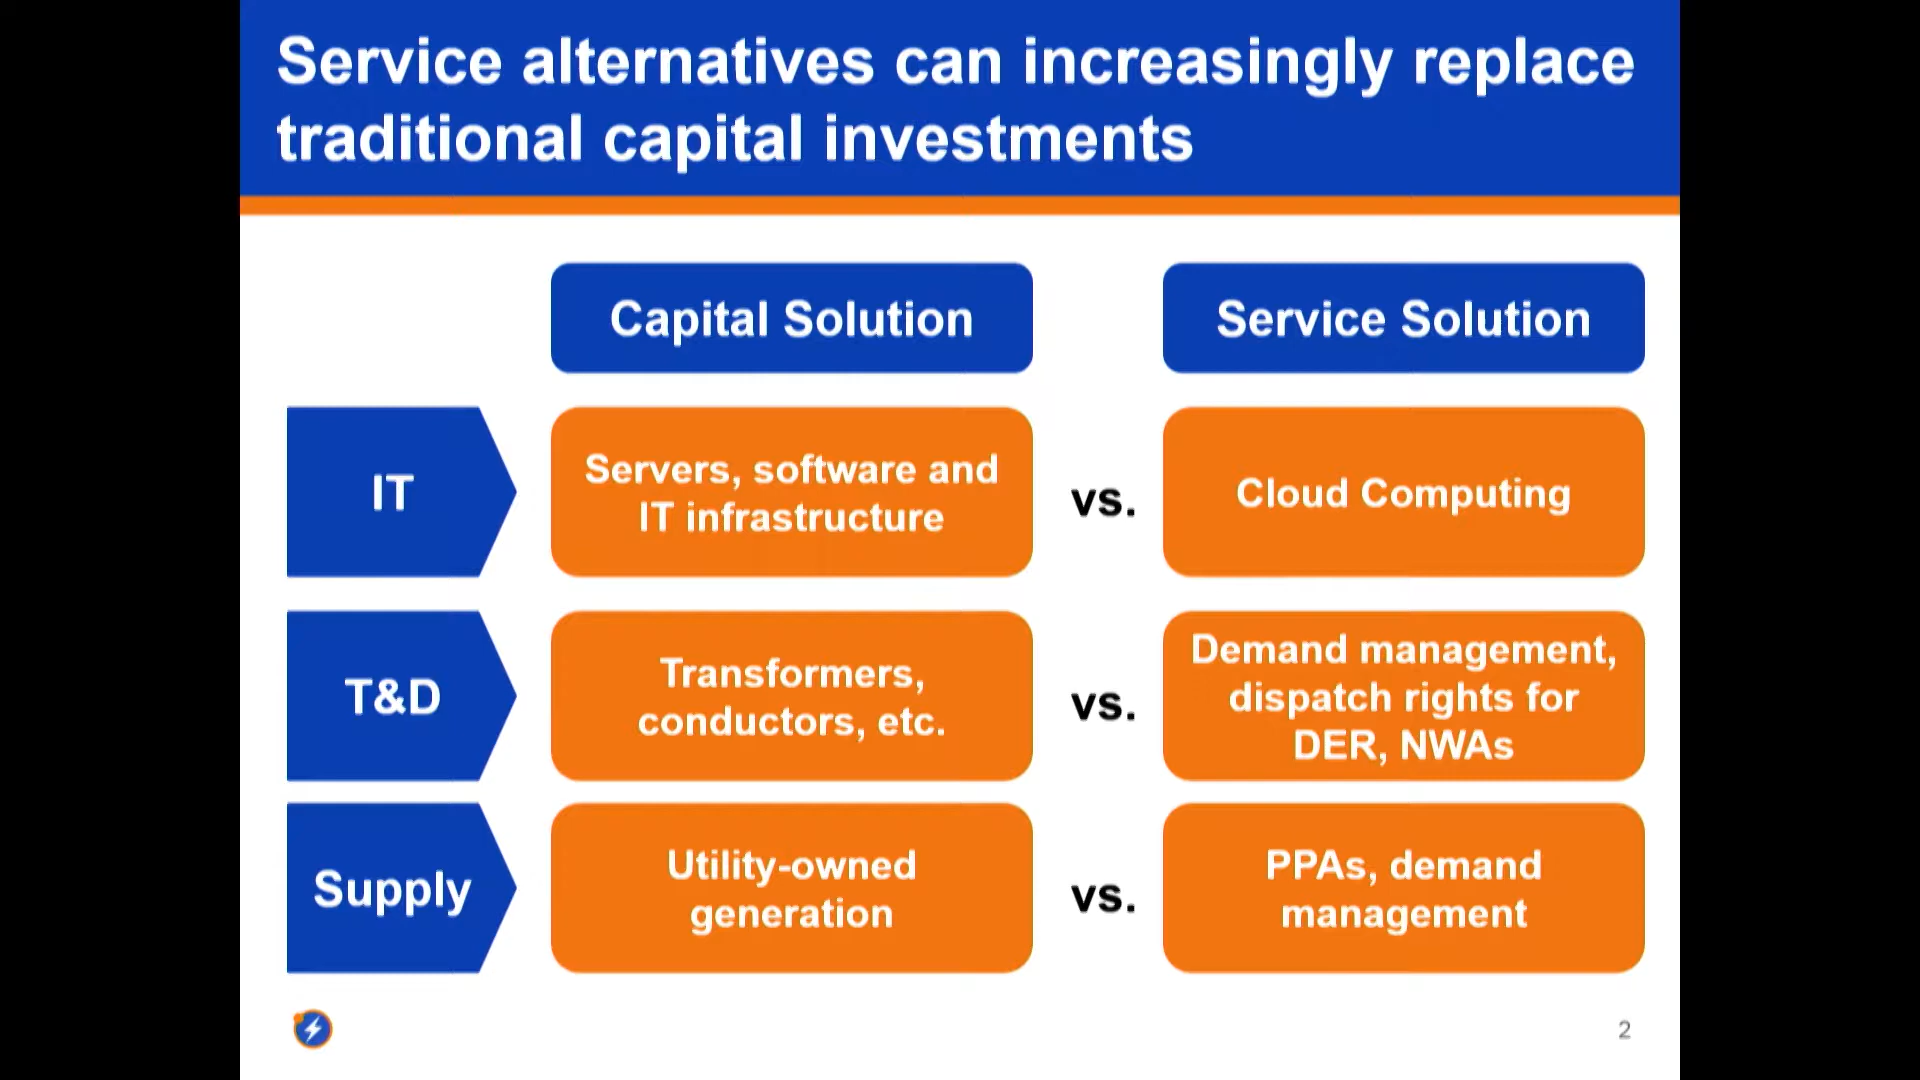 Service alternatives can increasingly replace
traditional capital investments
Capital Solution
Service Solution
IT
Servers, software and
IT infrastructure
vs.
Cloud Computing
T&D
Transformers,
conductors, etc.
vs.
Demand management,
dispatch rights for
DER, NWAs
Supply
Utility-owned
generation
vs.
PPAs, demand
management
2